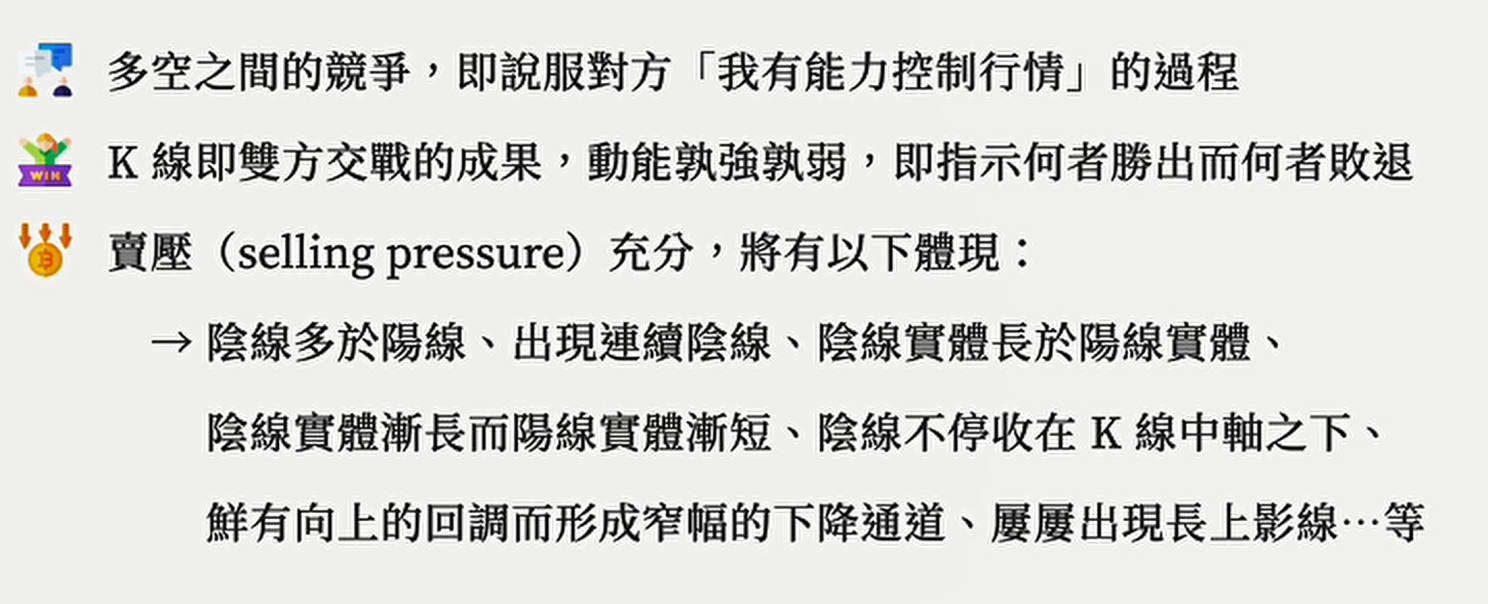 多空之間的競爭，即說服對方「我有能力控制行情」的過程
WIN
K 線即雙方交戰的成果，動能孰強孰弱，即指示何者勝出而何者敗退
賣壓（selling pressure）充分，將有以下體現：
→ 陰線多於陽線、出現連續陰線、陰線實體長於陽線實體、
陰線實體漸長而陽線實體漸短、陰線不停收在 K 線中軸之下、
鮮有向上的回調而形成窄幅的下降通道、屢屢出現長上影線…等